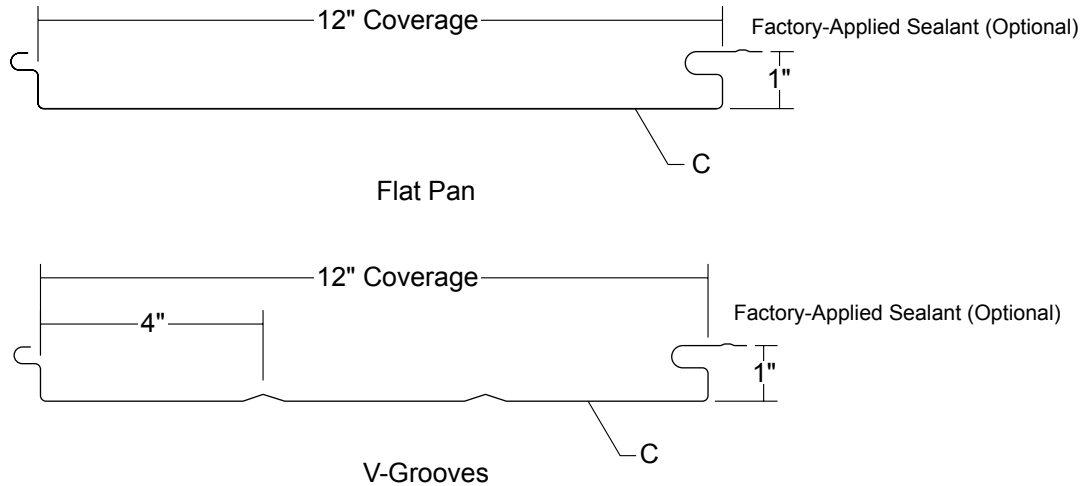 12" Coverage
Factory-Applied Sealant (Optional)
1"
C
Flat Pan
12" Coverage
4"
Factory-Applied Sealant (Optional)
1"
C
V-Grooves